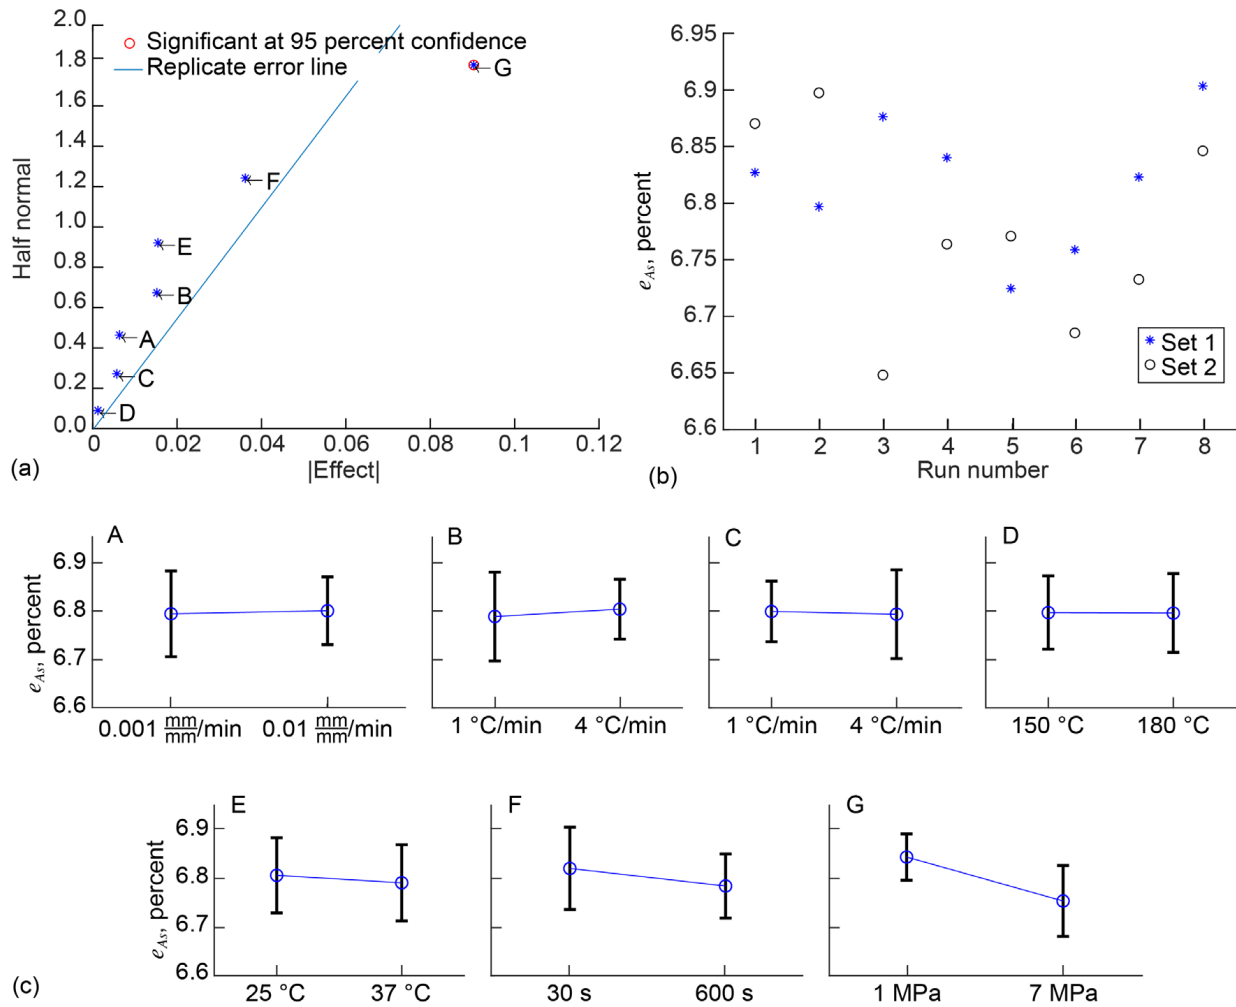 2.0
1.8
1.6
1.4
1.2
1.0
0.8
0.6
0.4
0.2
0.0
Half normal
Significant at 95 percent confidence
Replicate error line
G
F
E
B
A
C
D
0 0.02 0.04 0.06 0.08 0.1 0.12
|Effect|
(a)
6.95
6.9
6.85
6.8
6.75
6.7
6.65
6.6
eAs, percent
Set 1
Set 2
1 2 3 4 5 6 7 8
Run number
(b)
A
6.9
6.8
6.7
6.6
eAs, percent
0.001 mm/mm/min 0.01 mm/mm/min
B
1 °C/min 4 °C/min
C
1 °C/min 4 °C/min
D
150 °C 180 °C
E
6.9
6.8
6.7
6.6
eAs, percent
25 °C 37 °C
F
30 s 600 s
G
1 MPa 7 MPa
(c)